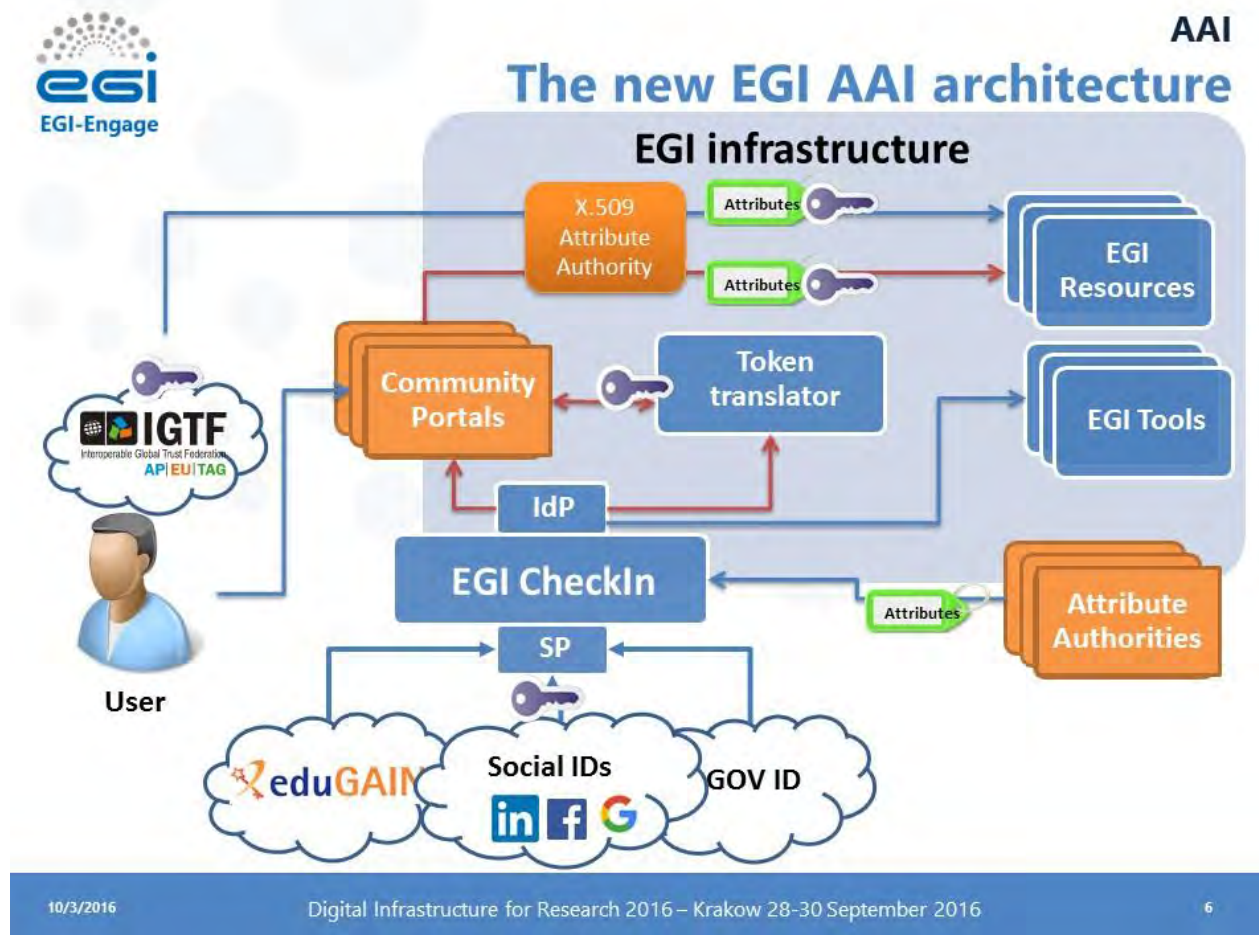 AAI
egi
EGI-Engage
The new EGI AAI architecture
EGI infrastructure
X.509
Attribute
Authority
Attributes
Attributes
EGI
Resources
Community
Portals
Token
translator
EGI Tools
IGTF
Interoperable Global Trust Federation
AP|EU|TAG
IdP
EGI CheckIn
Attributes
Attribute
Authorities
SP
User
eduGAIN
Social IDs
in f G
GOV ID
10/3/2016
Digital Infrastructure for Research 2016 – Krakow 28-30 September 2016
6